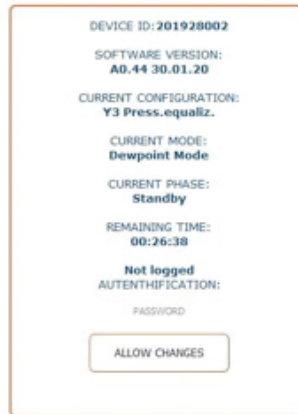 DEVICE ID:201928002
SOFTWARE VERSION:
A0.44 30.01.20
CURRENT CONFIGURATION:
Y3 Press.equaliz.
CURRENT MODE:
Dewpoint Mode
CURRENT PHASE:
Standby
REMAINING TIME:
00:26:38
Not logged
AUTENTHIFICATION:
PASSWORD
ALLOW CHANGES